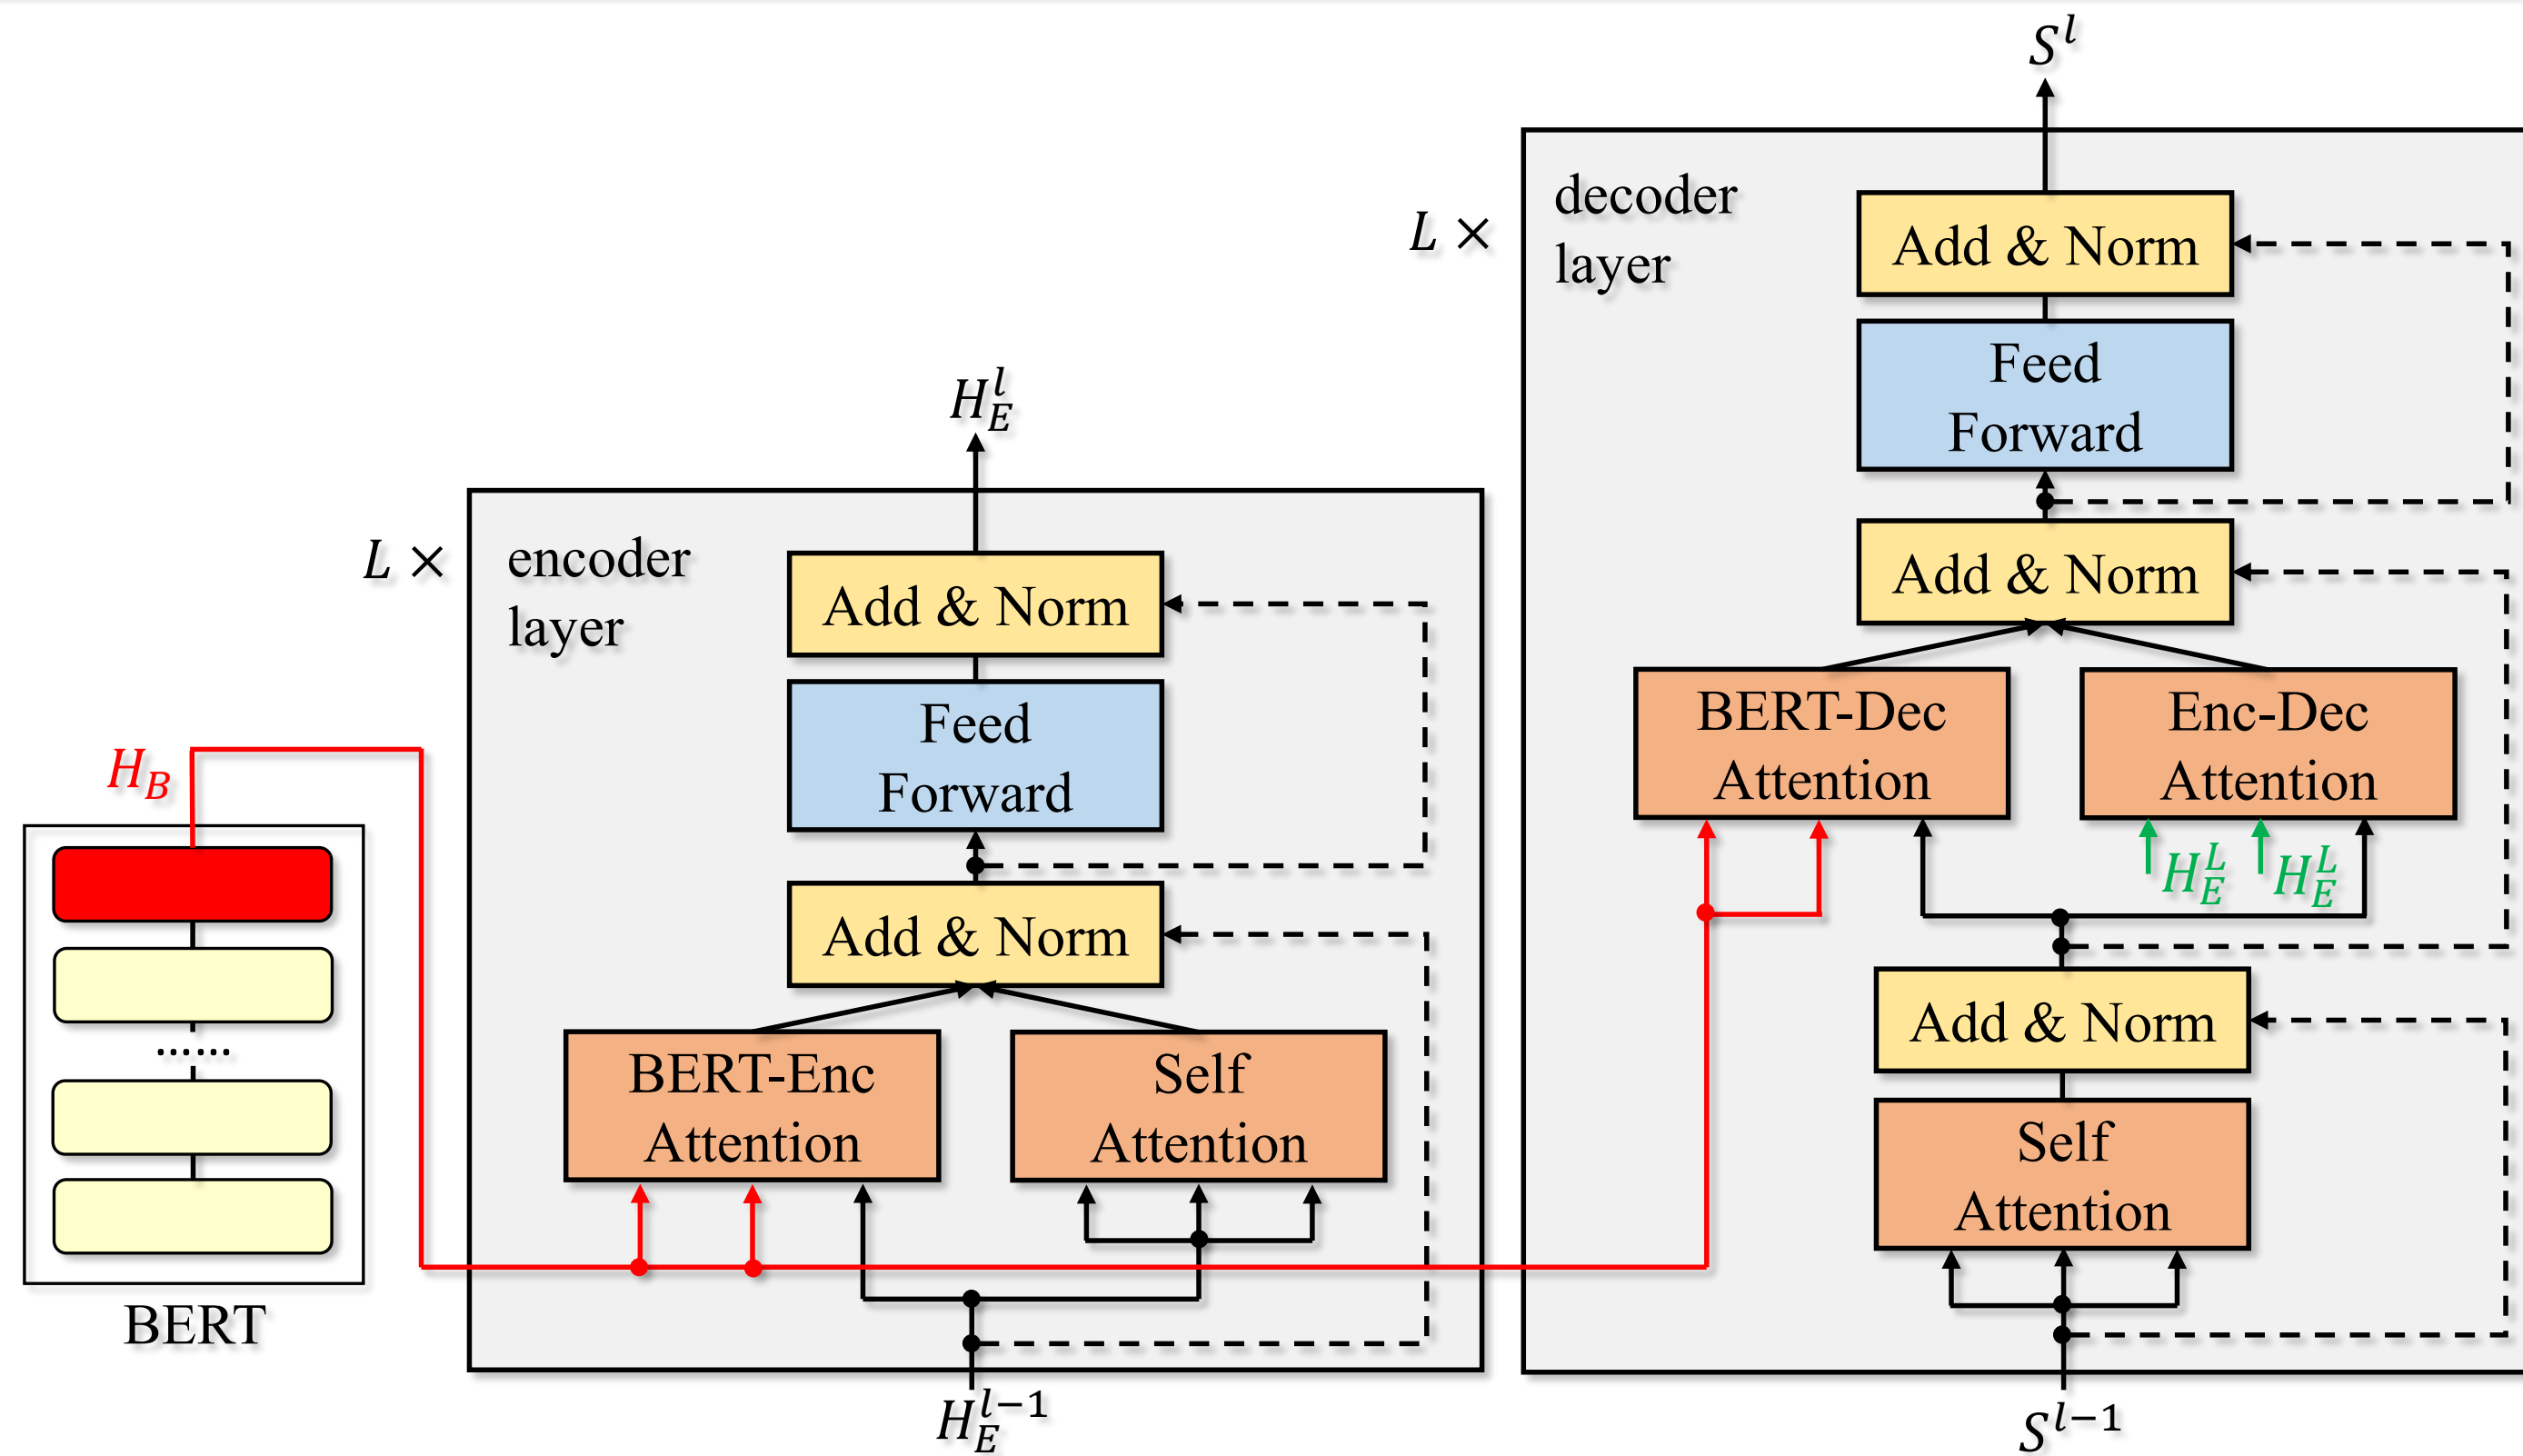 H_B
......
BERT
L ×
encoder
layer
H_E^l
Add & Norm
Feed
Forward
Add & Norm
BERT-Enc
Attention
Self
Attention
H_E^{l-1}
L ×
decoder
layer
S^l
Add & Norm
Feed
Forward
Add & Norm
BERT-Dec
Attention
Enc-Dec
Attention
H_E^L
H_E^L
Add & Norm
Self
Attention
S^{l-1}